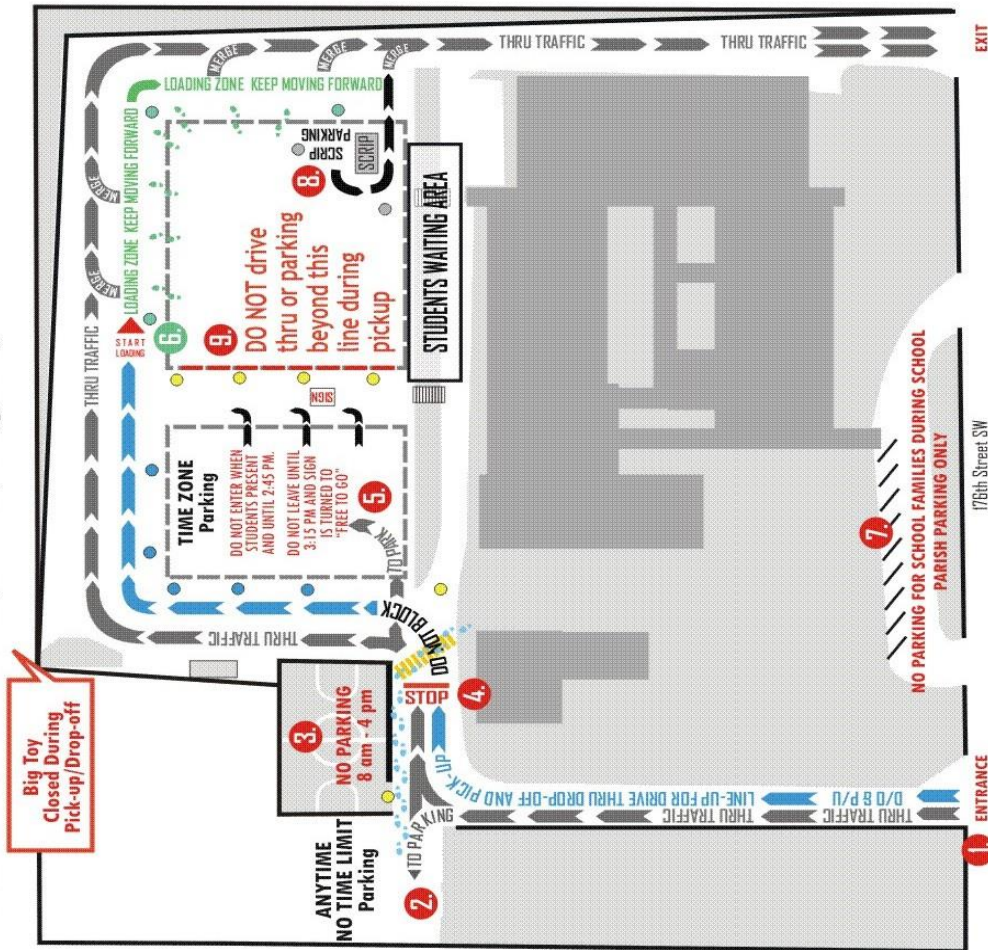 Big Toy
Closed During
Pick-up/Drop-off
THRU TRAFFIC
MERGE
MERGE
MERGE
MERGE
MERGE
THRU TRAFFIC
THRU TRAFFIC
START
LOADING
LOADING ZONE KEEP MOVING FORWARD
LOADING ZONE KEEP MOVING FORWARD
6.
TIME ZONE
Parking
DO NOT ENTER WHEN
STUDENTS PRESENT
AND UNTIL 2:45 PM.
DO NOT LEAVE UNTIL
3:15 PM AND SIGN
IS TURNED TO
"FREE TO GO"
5.
TO PARK
SIGN
9.
DO NOT drive
thru or parking
beyond this
line during
pickup
8.
SCRIP
PARKING
SCRIP
STUDENTS WAITING AREA
THRU TRAFFIC
3.
NO PARKING
8 am - 4 pm
DO NOT BLOCK
STOP
4.
ANYTIME
NO TIME LIMIT
Parking
2.
TO PARKING
THRU TRAFFIC
THRU TRAFFIC
LINE-UP FOR DRIVE THRU DROP-OFF AND PICK-UP
D/O & P/U
7.
NO PARKING FOR SCHOOL FAMILIES DURING SCHOOL
PARISH PARKING ONLY
1.
ENTRANCE
176th Street SW
EXIT